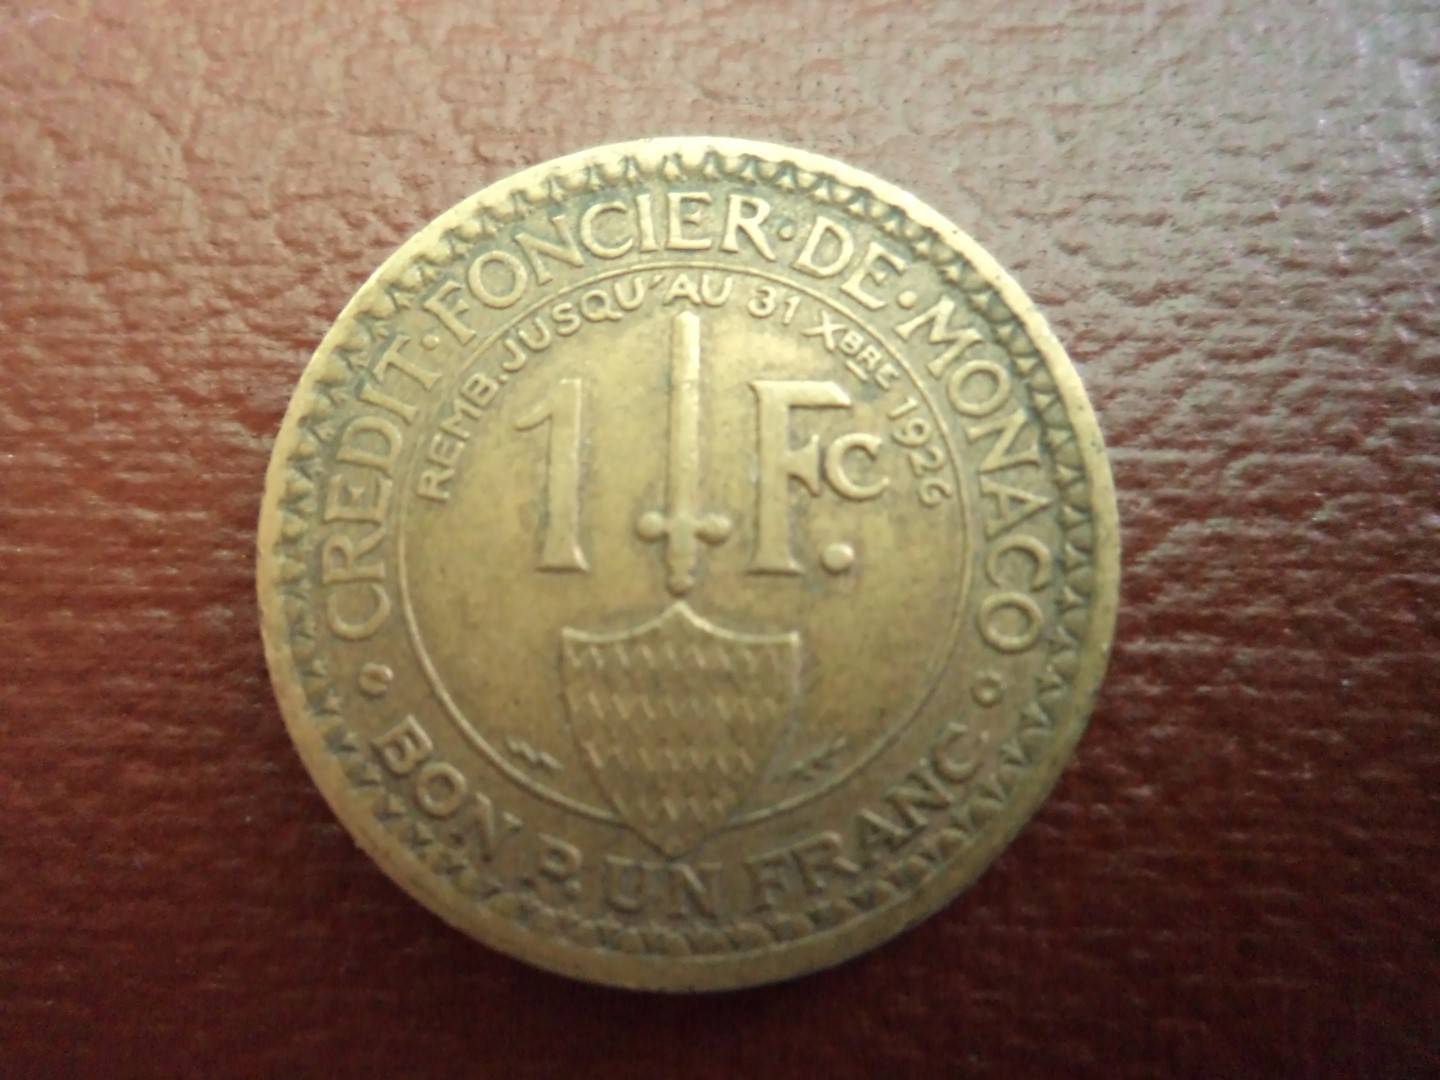 CREDIT·FONCIER·DE·MONACO
REMB. JUSQU'AU 31 XBRE 1926
1 Fc.
BON P. UN FRANC